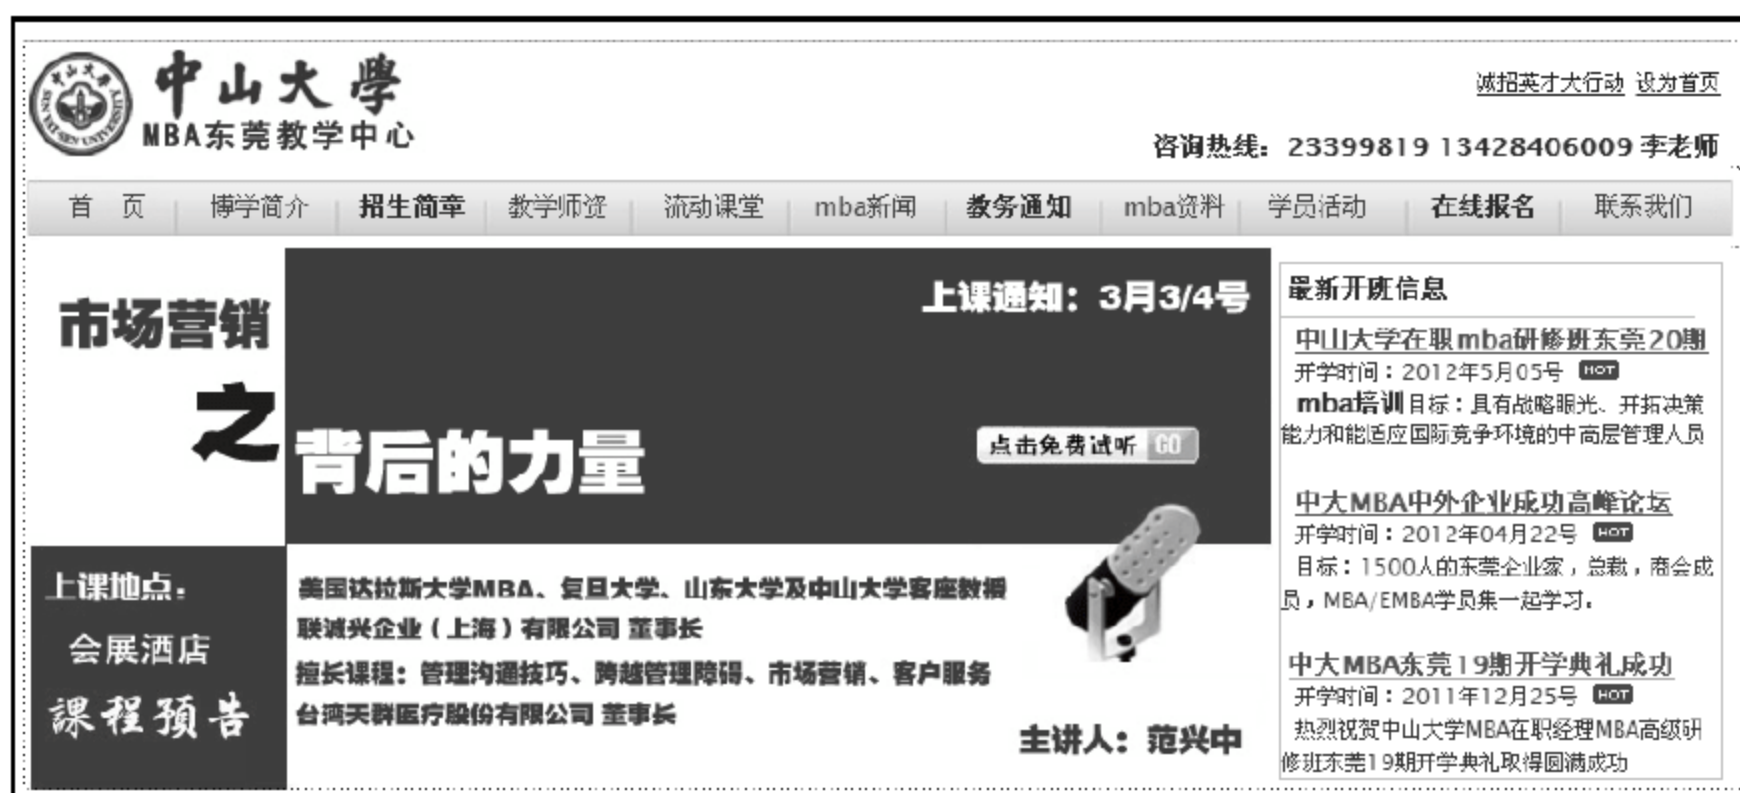 中山大學
MBA东莞教学中心
SUN YAT-SEN UNIVERSITY
诚招英才大行动 设为首页
咨询热线：23399819 13428406009 李老师
首 页 博学简介 招生简章 教学师资 流动课堂 mba新闻 教务通知 mba资料 学员活动 在线报名 联系我们
市场营销
之
背后的力量
上课通知：3月3/4号
点击免费试听 GO
上课地点：
会展酒店
課程預告
美国达拉斯大学MBA、复旦大学、山东大学及中山大学客座教授
联诚兴企业（上海）有限公司 董事长
擅长课程：管理沟通技巧、跨越管理障碍、市场营销、客户服务
台湾天群医疗股份有限公司 董事长
主讲人：范兴中
最新开班信息
中山大学在职mba研修班东莞20期
开学时间：2012年5月05号 HOT
mba培训目标：具有战略眼光、开拓决策
能力和能适应国际竞争环境的中高层管理人员
中大MBA中外企业成功高峰论坛
开学时间：2012年04月22号 HOT
目标：1500人的东莞企业家，总裁，商会成
员，MBA/EMBA学员集一起学习。
中大MBA东莞19期开学典礼成功
开学时间：2011年12月25号 HOT
热烈祝贺中山大学MBA在职经理MBA高级研
修班东莞19期开学典礼取得圆满成功